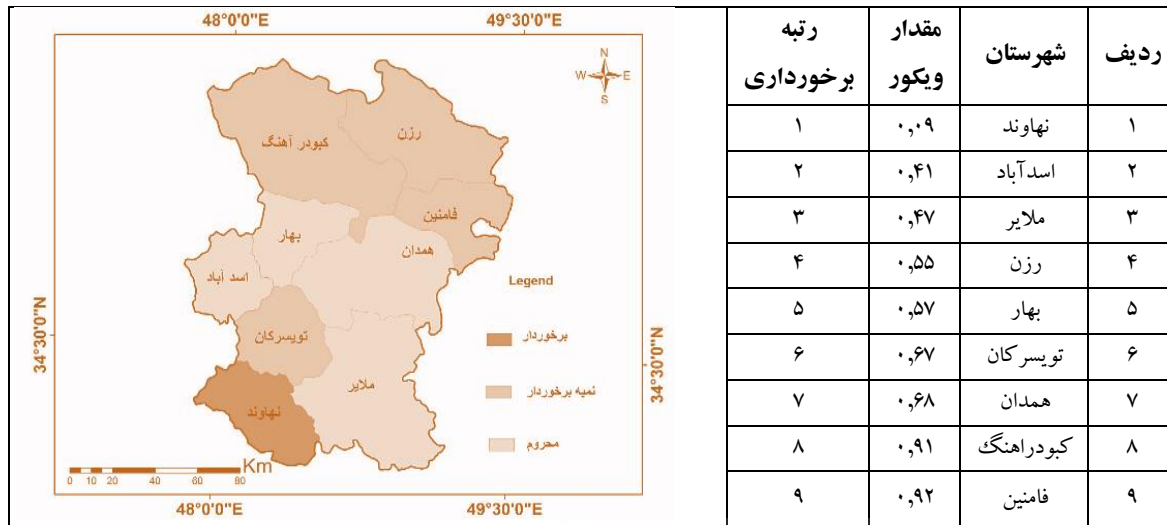 48°0'0"E 49°30'0"E
N
W E
S
رزن
کبودر آهنگ
فامنین
بهار
همدان
اسد آباد
Legend
تویسرکان
برخوردار
ملایر
نمیه برخوردار
نهاوند
محروم
Km
0 10 20 40 60 80
34°30'0"N
34°30'0"N
48°0'0"E 49°30'0"E
ردیف شهرستان مقدار ویکور رتبه برخورداری
۱ نهاوند ۰,۰۹ ۱
۲ اسدآباد ۰,۴۱ ۲
۳ ملایر ۰,۴۷ ۳
۴ رزن ۰,۵۵ ۴
۵ بهار ۰,۵۷ ۵
۶ تویسرکان ۰,۶۷ ۶
۷ همدان ۰,۶۸ ۷
۸ کبودراهنگ ۰,۹۱ ۸
۹ فامنین ۰,۹۲ ۹